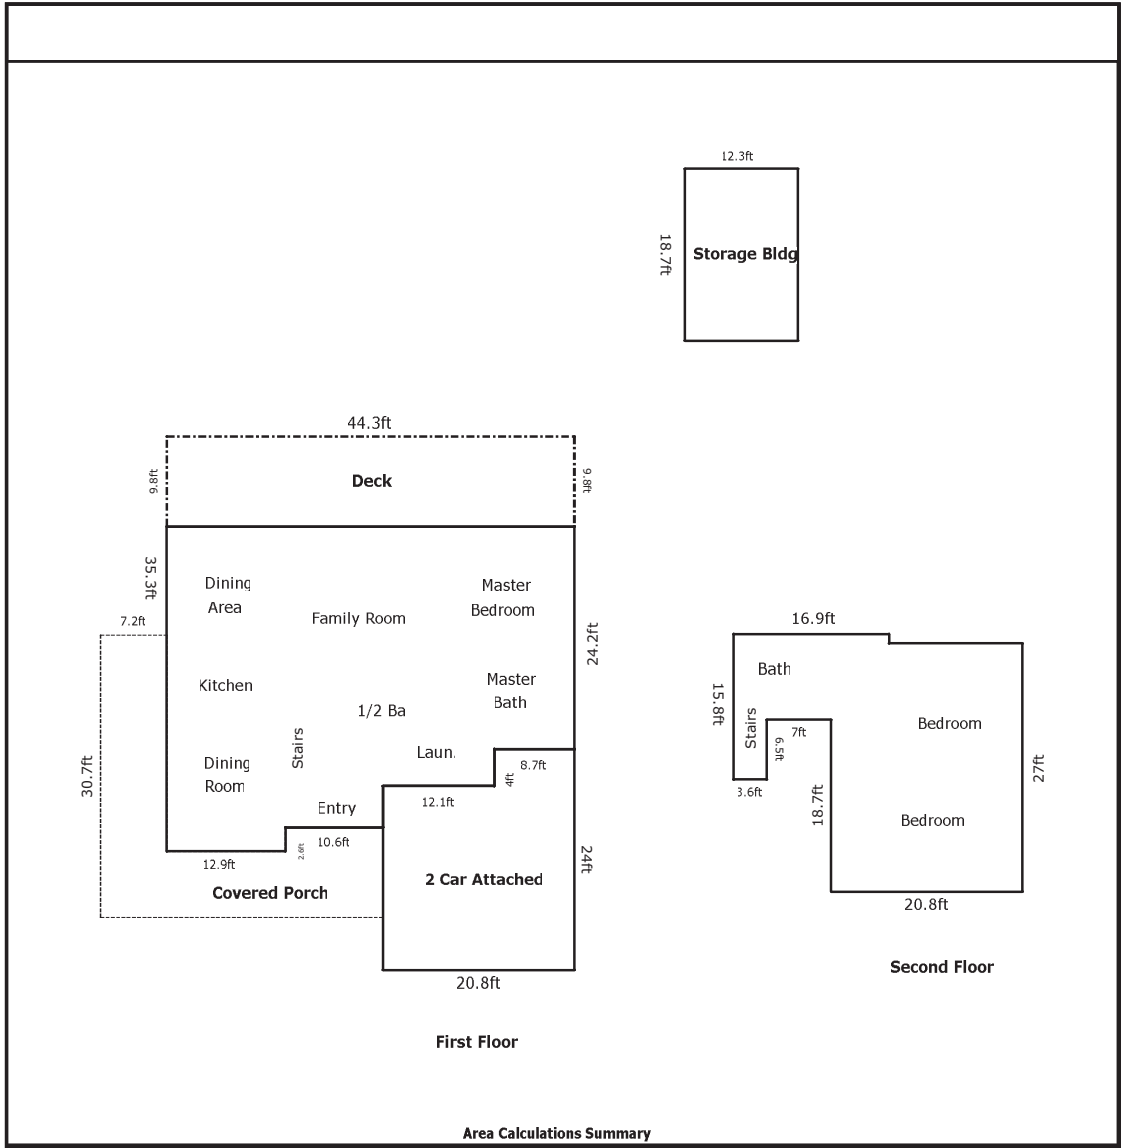 12.3ft
18.7ft
Storage Bldg
44.3ft
9.8ft
Deck
9.8ft
35.3ft
Dining
Area
Master
Bedroom
Family Room
7.2ft
24.2ft
Kitchen
Master
Bath
1/2 Ba
Stairs
Laun.
Dining
Room
8.7ft
4ft
30.7ft
12.1ft
Entry
10.6ft
2.6ft
12.9ft
Covered Porch
2 Car Attached
24ft
20.8ft
First Floor
16.9ft
Bath
15.8ft
Stairs
7ft
6.5ft
Bedroom
3.6ft
18.7ft
27ft
Bedroom
20.8ft
Second Floor
Area Calculations Summary